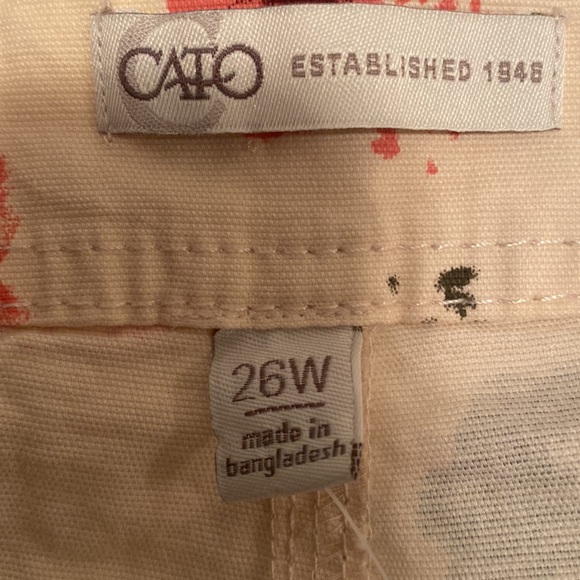 CATO ESTABLISHED 1946
26W
made in
bangladesh